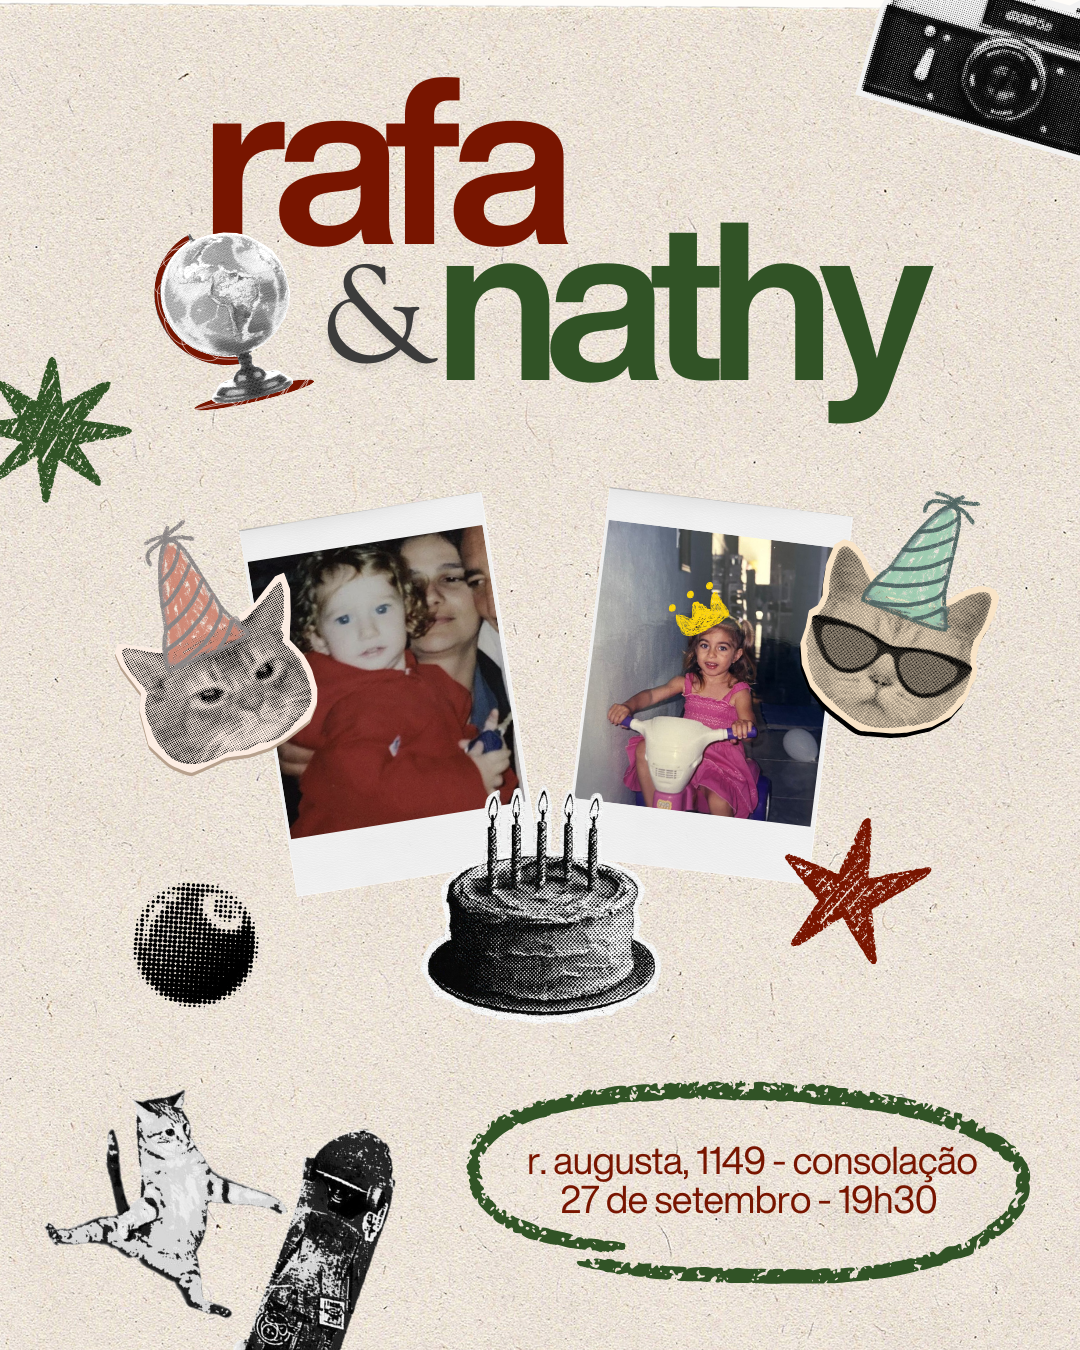 rafa
& nathy
r. augusta, 1149 - consolação
27 de setembro - 19h30